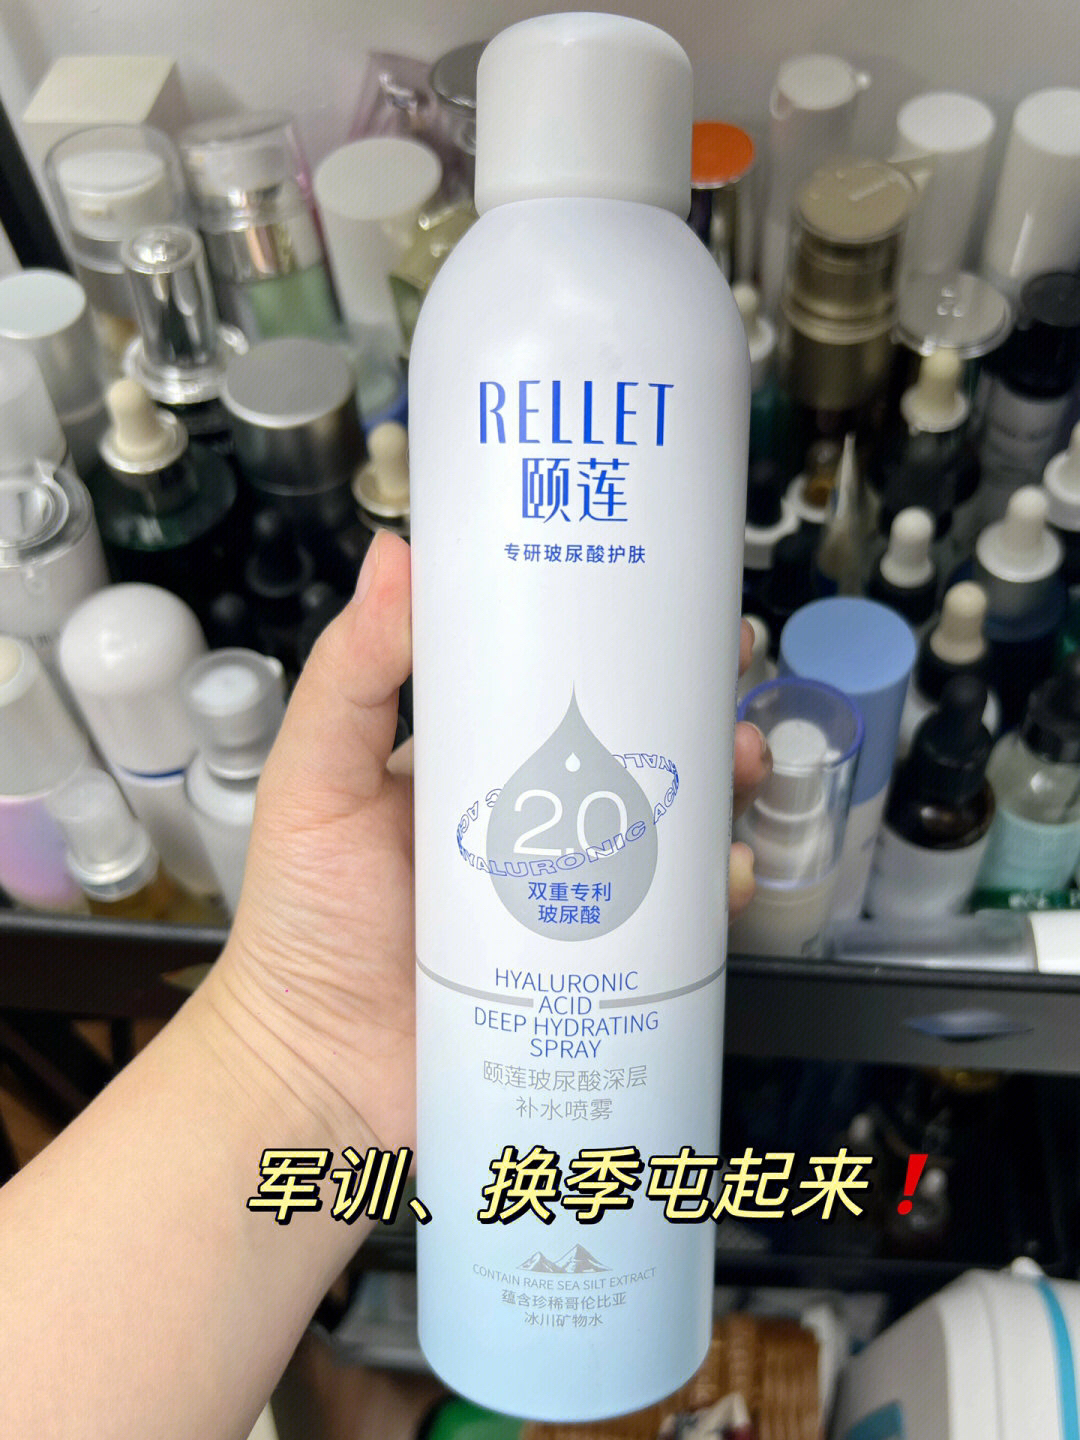 RELLET
颐莲
专研玻尿酸护肤
2.0
HYALURONIC ACID
双重专利
玻尿酸
HYALURONIC
ACID
DEEP HYDRATING
SPRAY
颐莲玻尿酸深层
补水喷雾
军训、换季屯起来❗
CONTAIN RARE SEA SILT EXTRACT
蕴含珍稀哥伦比亚
冰川矿物水